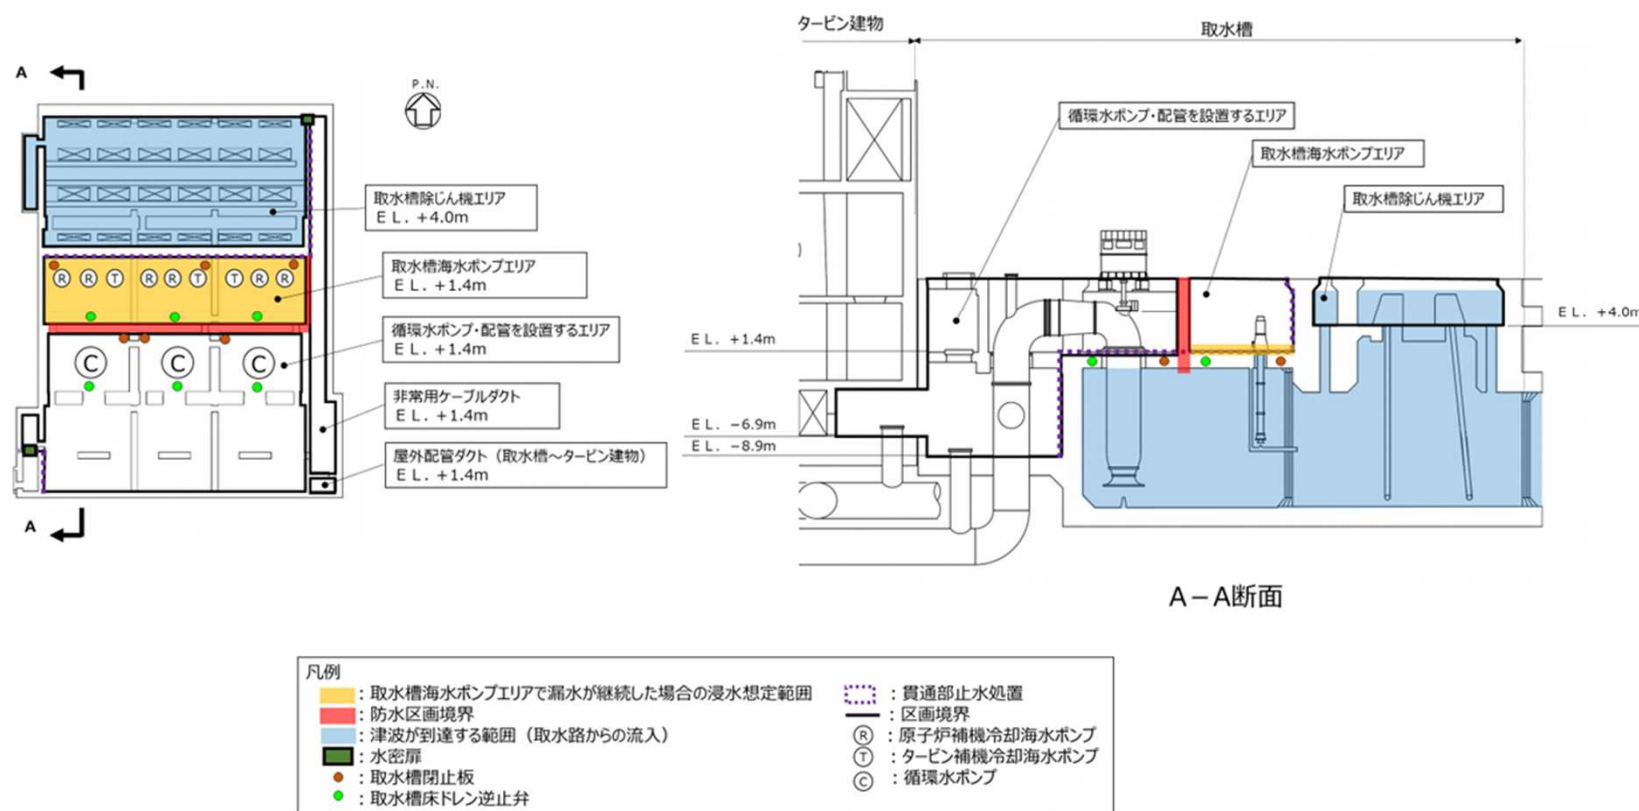 A
P.N.
取水槽除じん機エリア
EL. +4.0m
R R T R R T T R R
取水槽海水ポンプエリア
EL. +1.4m
循環水ポンプ・配管を設置するエリア
EL. +1.4m
C C C
非常用ケーブルダクト
EL. +1.4m
屋外配管ダクト（取水槽～タービン建物）
EL. +1.4m
A
タービン建物
取水槽
循環水ポンプ・配管を設置するエリア
取水槽海水ポンプエリア
取水槽除じん機エリア
EL. +4.0m
EL. +1.4m
EL. −6.9m
EL. −8.9m
A－A断面
凡例
：取水槽海水ポンプエリアで漏水が継続した場合の浸水想定範囲
：防水区画境界
：津波が到達する範囲（取水路からの流入）
：水密扉
：取水槽閉止板
：取水槽床ドレン逆止弁
：貫通部止水処置
：区画境界
R：原子炉補機冷却海水ポンプ
T：タービン補機冷却海水ポンプ
C：循環水ポンプ